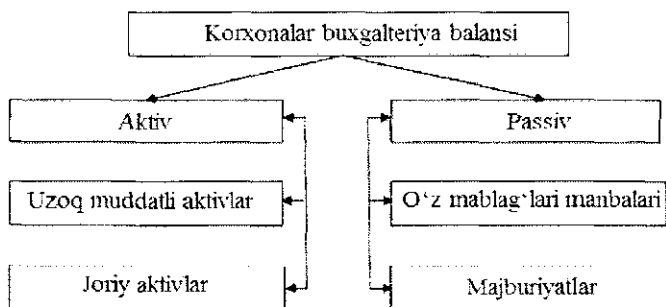 Korxonalar buxgalteriya balansi
Aktiv
Passiv
Uzoq muddatli aktivlar
O‘z mablag‘lari manbalari
Joriy aktivlar
Majburiyatlar